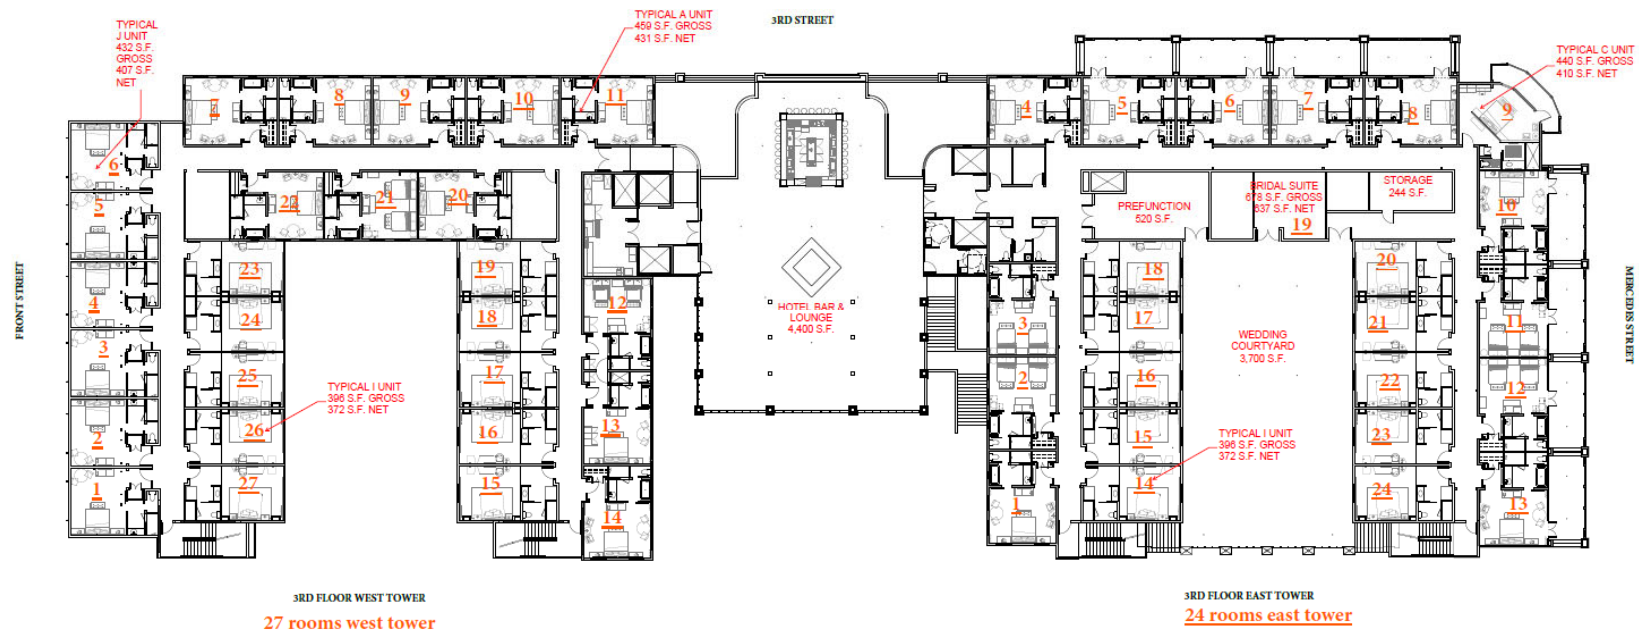 TYPICAL
J UNIT
432 S.F.
GROSS
407 S.F.
NET
TYPICAL A UNIT
459 S.F. GROSS
431 S.F. NET
3RD STREET
TYPICAL C UNIT
440 S.F. GROSS
410 S.F. NET
7
8
9
10
11
4
5
6
7
8
9
6
5
4
3
2
1
22
21
20
PREFUNCTION
520 S.F.
BRIDAL SUITE
678 S.F. GROSS
637 S.F. NET
19
STORAGE
244 S.F.
10
FRONT STREET
MERCEDES STREET
23
24
25
26
27
19
18
17
16
15
TYPICAL I UNIT
396 S.F. GROSS
372 S.F. NET
12
13
14
HOTEL BAR &
LOUNGE
4,400 S.F.
3
2
1
18
17
16
15
14
WEDDING
COURTYARD
3,700 S.F.
TYPICAL I UNIT
396 S.F. GROSS
372 S.F. NET
20
21
22
23
24
11
12
13
3RD FLOOR WEST TOWER
27 rooms west tower
3RD FLOOR EAST TOWER
24 rooms east tower